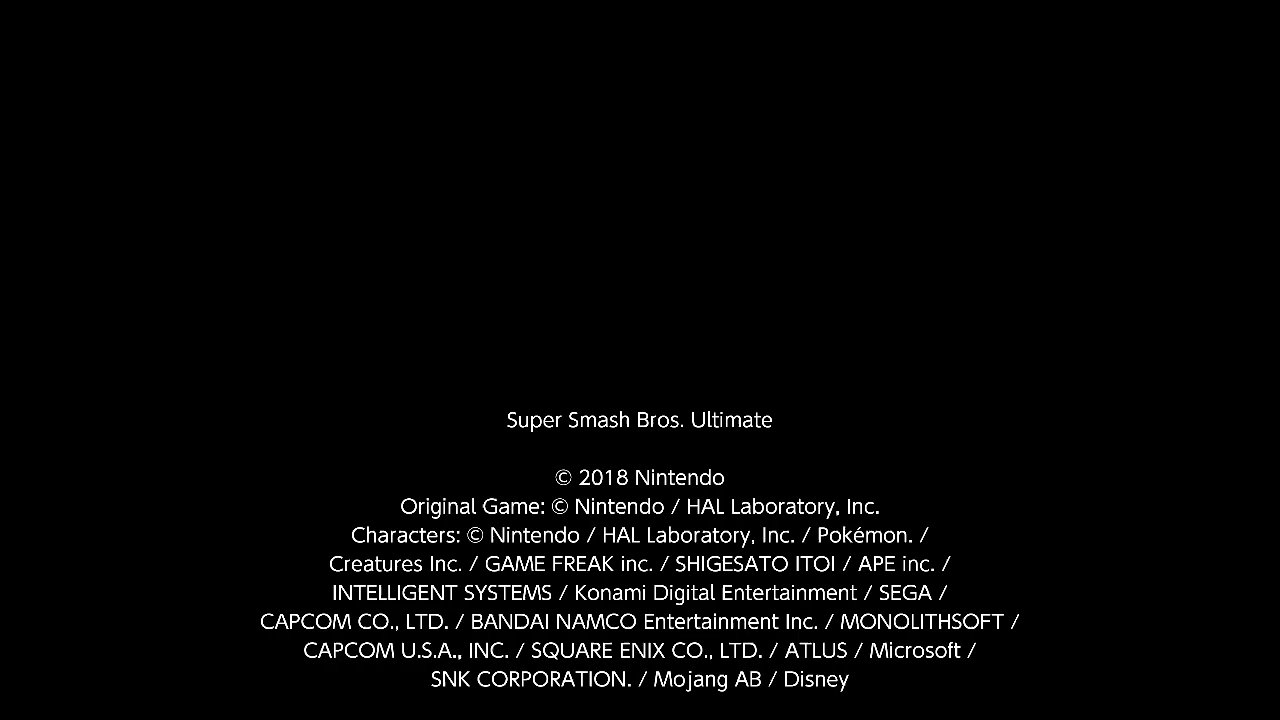 Super Smash Bros. Ultimate
© 2018 Nintendo
Original Game: © Nintendo / HAL Laboratory, Inc.
Characters: © Nintendo / HAL Laboratory, Inc. / Pokémon. /
Creatures Inc. / GAME FREAK inc. / SHIGESATO ITOI / APE inc. /
INTELLIGENT SYSTEMS / Konami Digital Entertainment / SEGA /
CAPCOM CO., LTD. / BANDAI NAMCO Entertainment Inc. / MONOLITHSOFT /
CAPCOM U.S.A., INC. / SQUARE ENIX CO., LTD. / ATLUS / Microsoft /
SNK CORPORATION. / Mojang AB / Disney